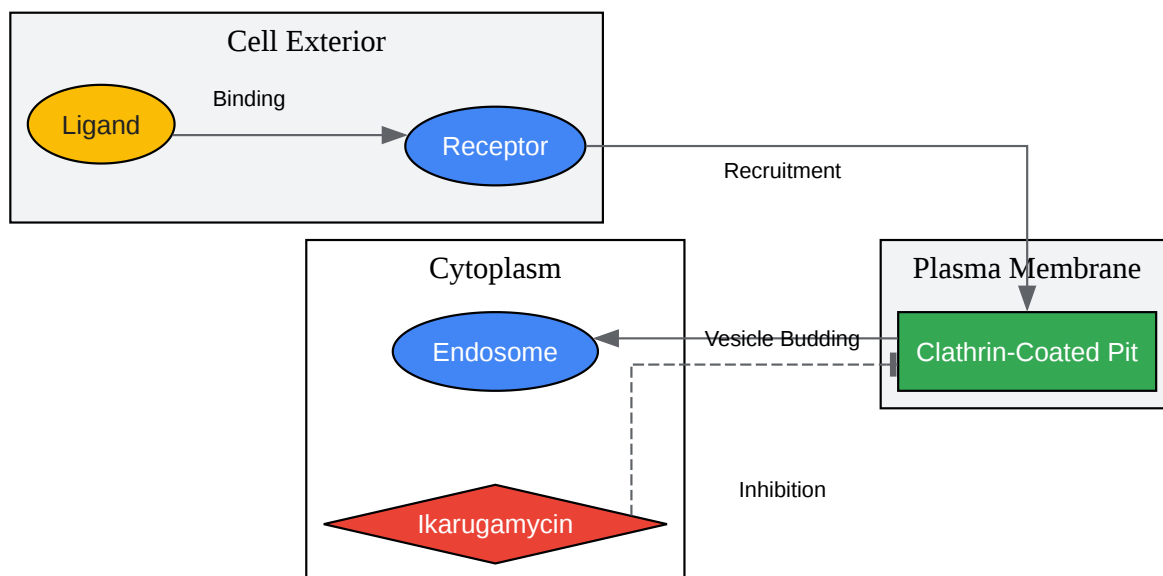 Cell Exterior
Ligand
Binding
Receptor
Recruitment
Cytoplasm
Plasma Membrane
Endosome
Vesicle Budding
Clathrin-Coated Pit
Inhibition
Ikarugamycin